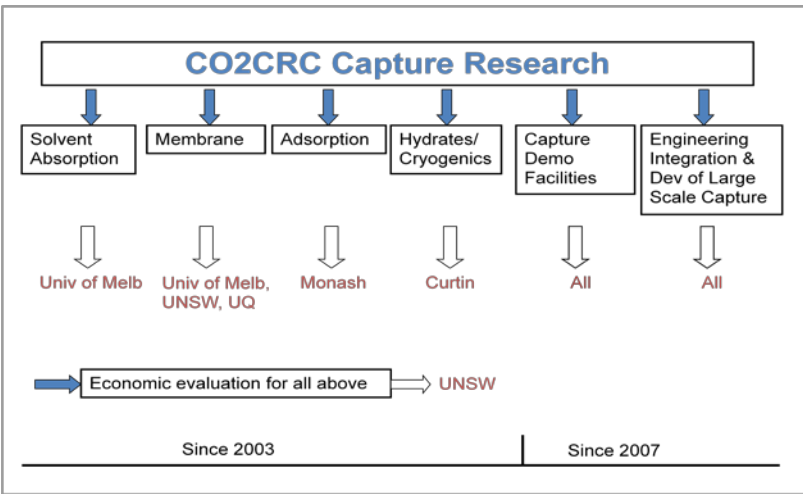 CO2CRC Capture Research
Solvent
Absorption
Membrane
Adsorption
Hydrates/
Cryogenics
Capture
Demo
Facilities
Engineering
Integration &
Dev of Large
Scale Capture
Univ of Melb
Univ of Melb,
UNSW, UQ
Monash
Curtin
All
All
Economic evaluation for all above
UNSW
Since 2003
Since 2007